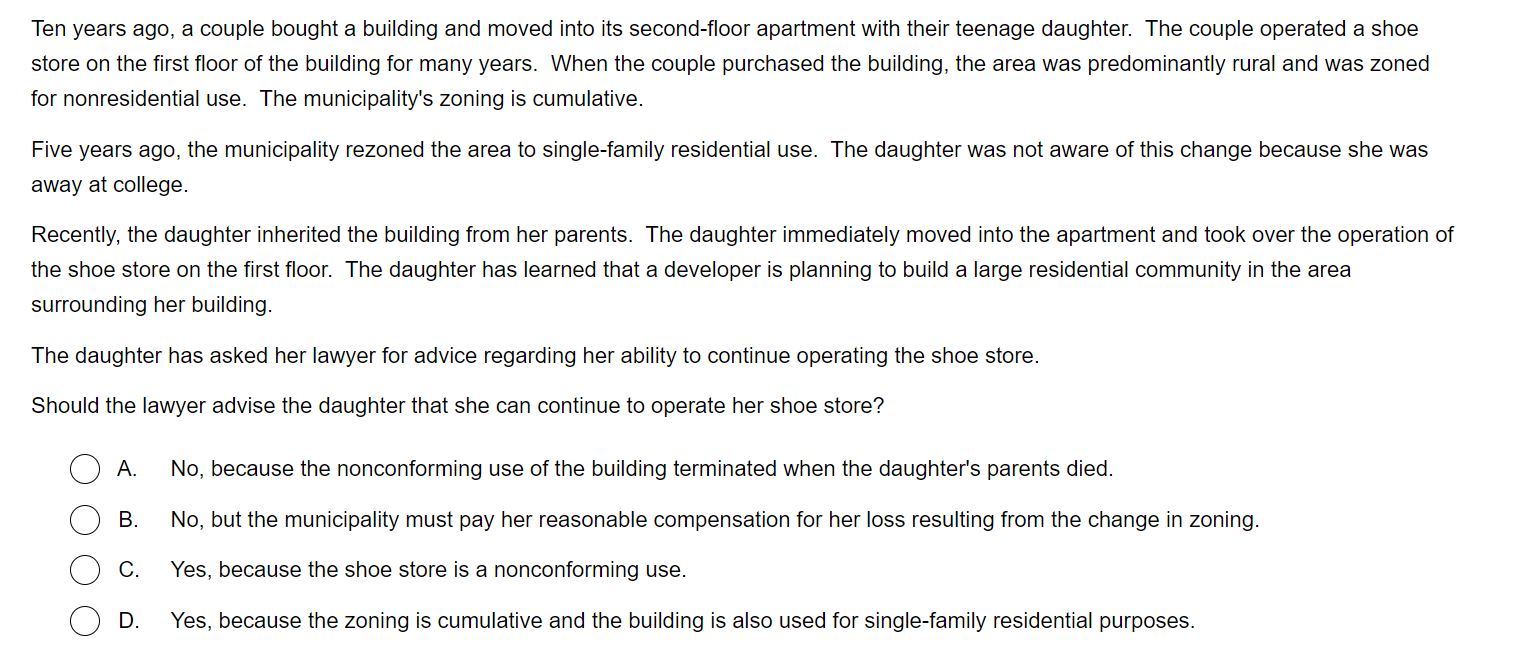 Ten years ago, a couple bought a building and moved into its second-floor apartment with their teenage daughter.  The couple operated a shoe
store on the first floor of the building for many years.  When the couple purchased the building, the area was predominantly rural and was zoned
for nonresidential use.  The municipality's zoning is cumulative.
Five years ago, the municipality rezoned the area to single-family residential use.  The daughter was not aware of this change because she was
away at college.
Recently, the daughter inherited the building from her parents.  The daughter immediately moved into the apartment and took over the operation of
the shoe store on the first floor.  The daughter has learned that a developer is planning to build a large residential community in the area
surrounding her building.
The daughter has asked her lawyer for advice regarding her ability to continue operating the shoe store.
Should the lawyer advise the daughter that she can continue to operate her shoe store?
A. No, because the nonconforming use of the building terminated when the daughter's parents died.
B. No, but the municipality must pay her reasonable compensation for her loss resulting from the change in zoning.
C. Yes, because the shoe store is a nonconforming use.
D. Yes, because the zoning is cumulative and the building is also used for single-family residential purposes.